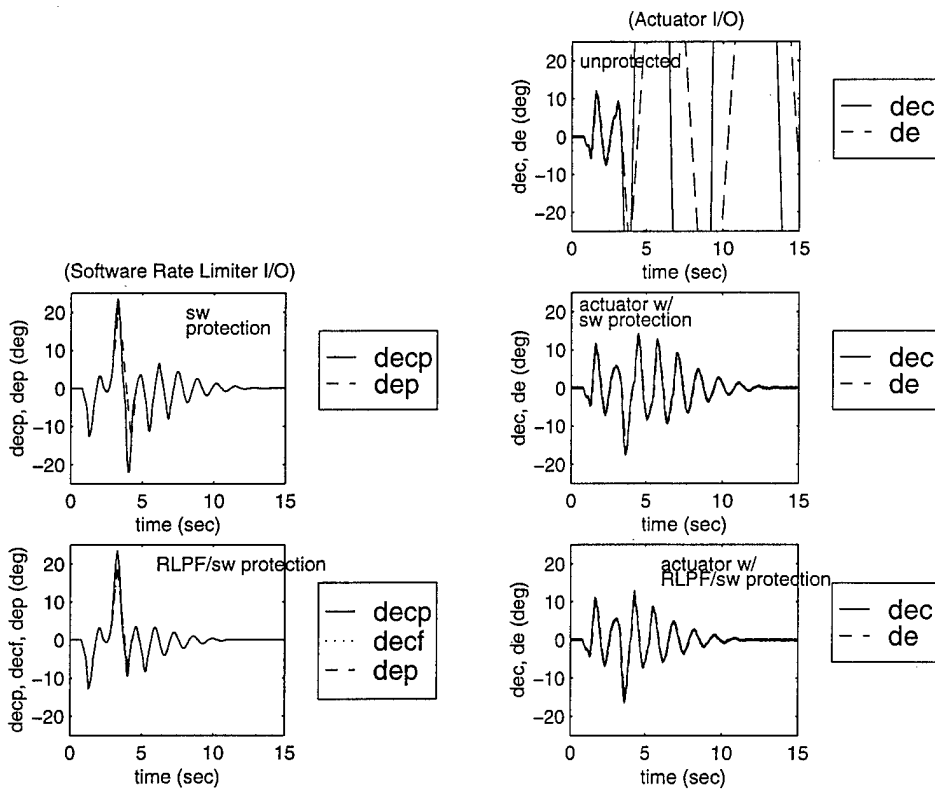 (Actuator I/O)
unprotected
20
10
0
−10
−20
dec, de (deg)
0
5
10
15
time (sec)
dec
de
(Software Rate Limiter I/O)
sw
protection
20
10
0
−10
−20
decp, dep (deg)
0
5
10
15
time (sec)
decp
dep
actuator w/
sw protection
20
10
0
−10
−20
dec, de (deg)
0
5
10
15
time (sec)
dec
de
RLPF/sw protection
20
10
0
−10
−20
decp, decf, dep (deg)
0
5
10
15
time (sec)
decp
decf
dep
actuator w/
RLPF/sw protection
20
10
0
−10
−20
dec, de (deg)
0
5
10
15
time (sec)
dec
de